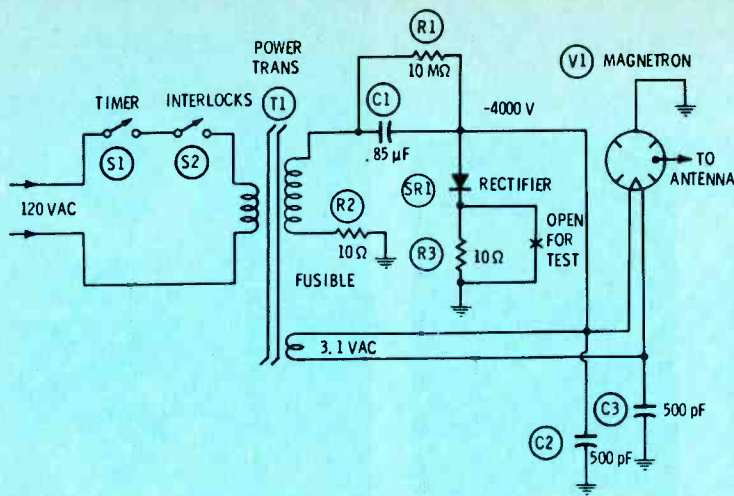 R1
10 MΩ
POWER
TRANS
T1
C1
.85 µF
-4000 V
V1 MAGNETRON
TIMER
INTERLOCKS
S1
S2
120 VAC
R2
10Ω
FUSIBLE
SR1
RECTIFIER
R3
10Ω
OPEN
FOR
TEST
TO
ANTENNA
3.1 VAC
C3
500 pF
C2
500 pF